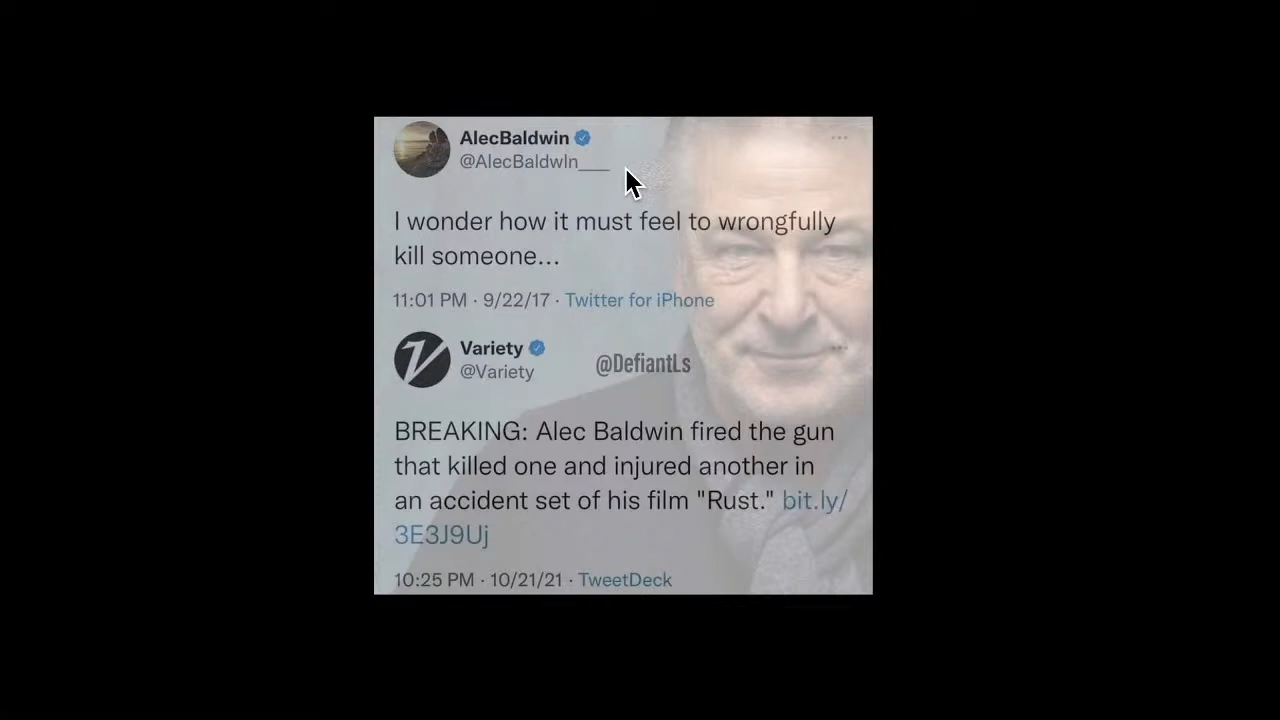 AlecBaldwin
@AlecBaldwln___
I wonder how it must feel to wrongfully
kill someone...
11:01 PM · 9/22/17 · Twitter for iPhone
Variety
@Variety
@DefiantLs
BREAKING: Alec Baldwin fired the gun
that killed one and injured another in
an accident set of his film "Rust." bit.ly/
3E3J9Uj
10:25 PM · 10/21/21 · TweetDeck